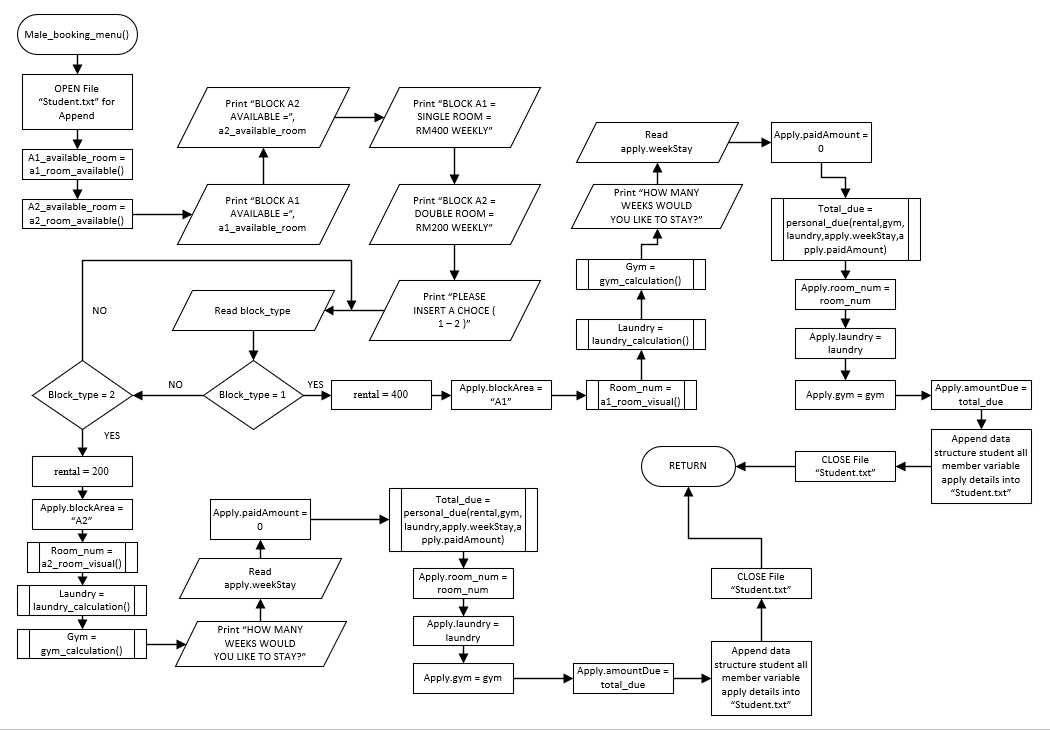 Male_booking_menu()
OPEN File
"Student.txt" for
Append
A1_available_room =
a1_room_available()
A2_available_room =
a2_room_available()
Print "BLOCK A1
AVAILABLE =",
a1_available_room
Print "BLOCK A2
AVAILABLE =",
a2_available_room
Print "BLOCK A1 =
SINGLE ROOM =
RM400 WEEKLY"
Print "BLOCK A2 =
DOUBLE ROOM =
RM200 WEEKLY"
Print "PLEASE
INSERT A CHOCE (
1 – 2 )"
Read block_type
Block_type = 1
YES
NO
rental = 400
Apply.blockArea =
"A1"
Room_num =
a1_room_visual()
Laundry =
laundry_calculation()
Gym =
gym_calculation()
Print "HOW MANY
WEEKS WOULD
YOU LIKE TO STAY?"
Read
apply.weekStay
Apply.paidAmount =
0
Total_due =
personal_due(rental,gym,
laundry,apply.weekStay,a
pply.paidAmount)
Apply.room_num =
room_num
Apply.laundry =
laundry
Apply.gym = gym
Apply.amountDue =
total_due
Append data
structure student all
member variable
apply details into
"Student.txt"
CLOSE File
"Student.txt"
RETURN
Block_type = 2
NO
YES
rental = 200
Apply.blockArea =
"A2"
Room_num =
a2_room_visual()
Laundry =
laundry_calculation()
Gym =
gym_calculation()
Print "HOW MANY
WEEKS WOULD
YOU LIKE TO STAY?"
Read
apply.weekStay
Apply.paidAmount =
0
Total_due =
personal_due(rental,gym,
laundry,apply.weekStay,a
pply.paidAmount)
Apply.room_num =
room_num
Apply.laundry =
laundry
Apply.gym = gym
Apply.amountDue =
total_due
Append data
structure student all
member variable
apply details into
"Student.txt"
CLOSE File
"Student.txt"